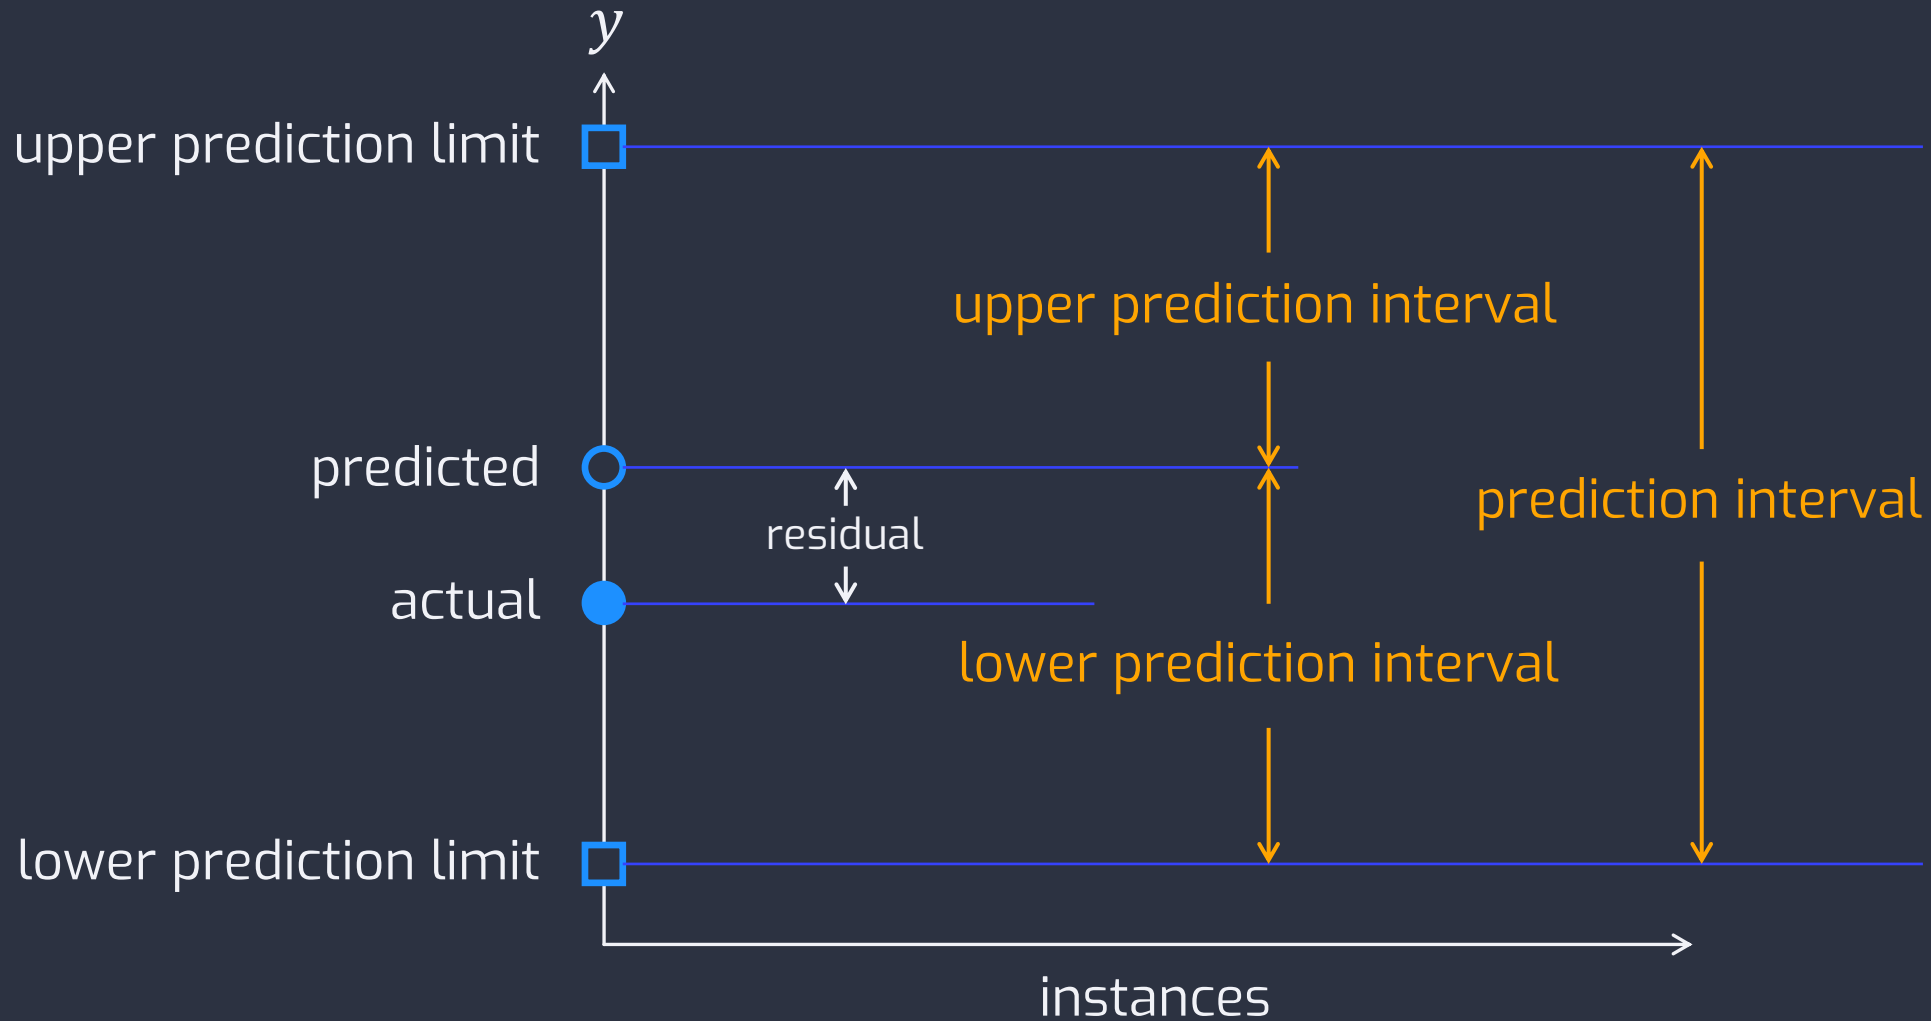 y
upper prediction limit
upper prediction interval
predicted
prediction interval
residual
actual
lower prediction interval
lower prediction limit
instances